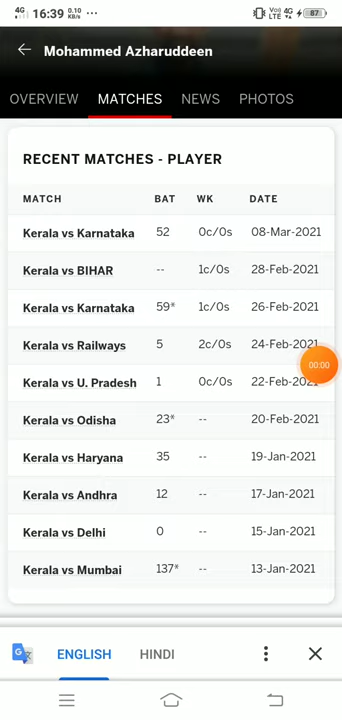 4G 16:39 0.10 KB/s ... Vo)) LTE 4G 87
Mohammed Azharuddeen
OVERVIEW MATCHES NEWS PHOTOS
RECENT MATCHES - PLAYER
MATCH BAT WK DATE
Kerala vs Karnataka 52 0c/0s 08-Mar-2021
Kerala vs BIHAR -- 1c/0s 28-Feb-2021
Kerala vs Karnataka 59* 1c/0s 26-Feb-2021
Kerala vs Railways 5 2c/0s 24-Feb-2021
00:00
Kerala vs U. Pradesh 1 0c/0s 22-Feb-2021
Kerala vs Odisha 23* -- 20-Feb-2021
Kerala vs Haryana 35 -- 19-Jan-2021
Kerala vs Andhra 12 -- 17-Jan-2021
Kerala vs Delhi 0 -- 15-Jan-2021
Kerala vs Mumbai 137* -- 13-Jan-2021
G ENGLISH HINDI